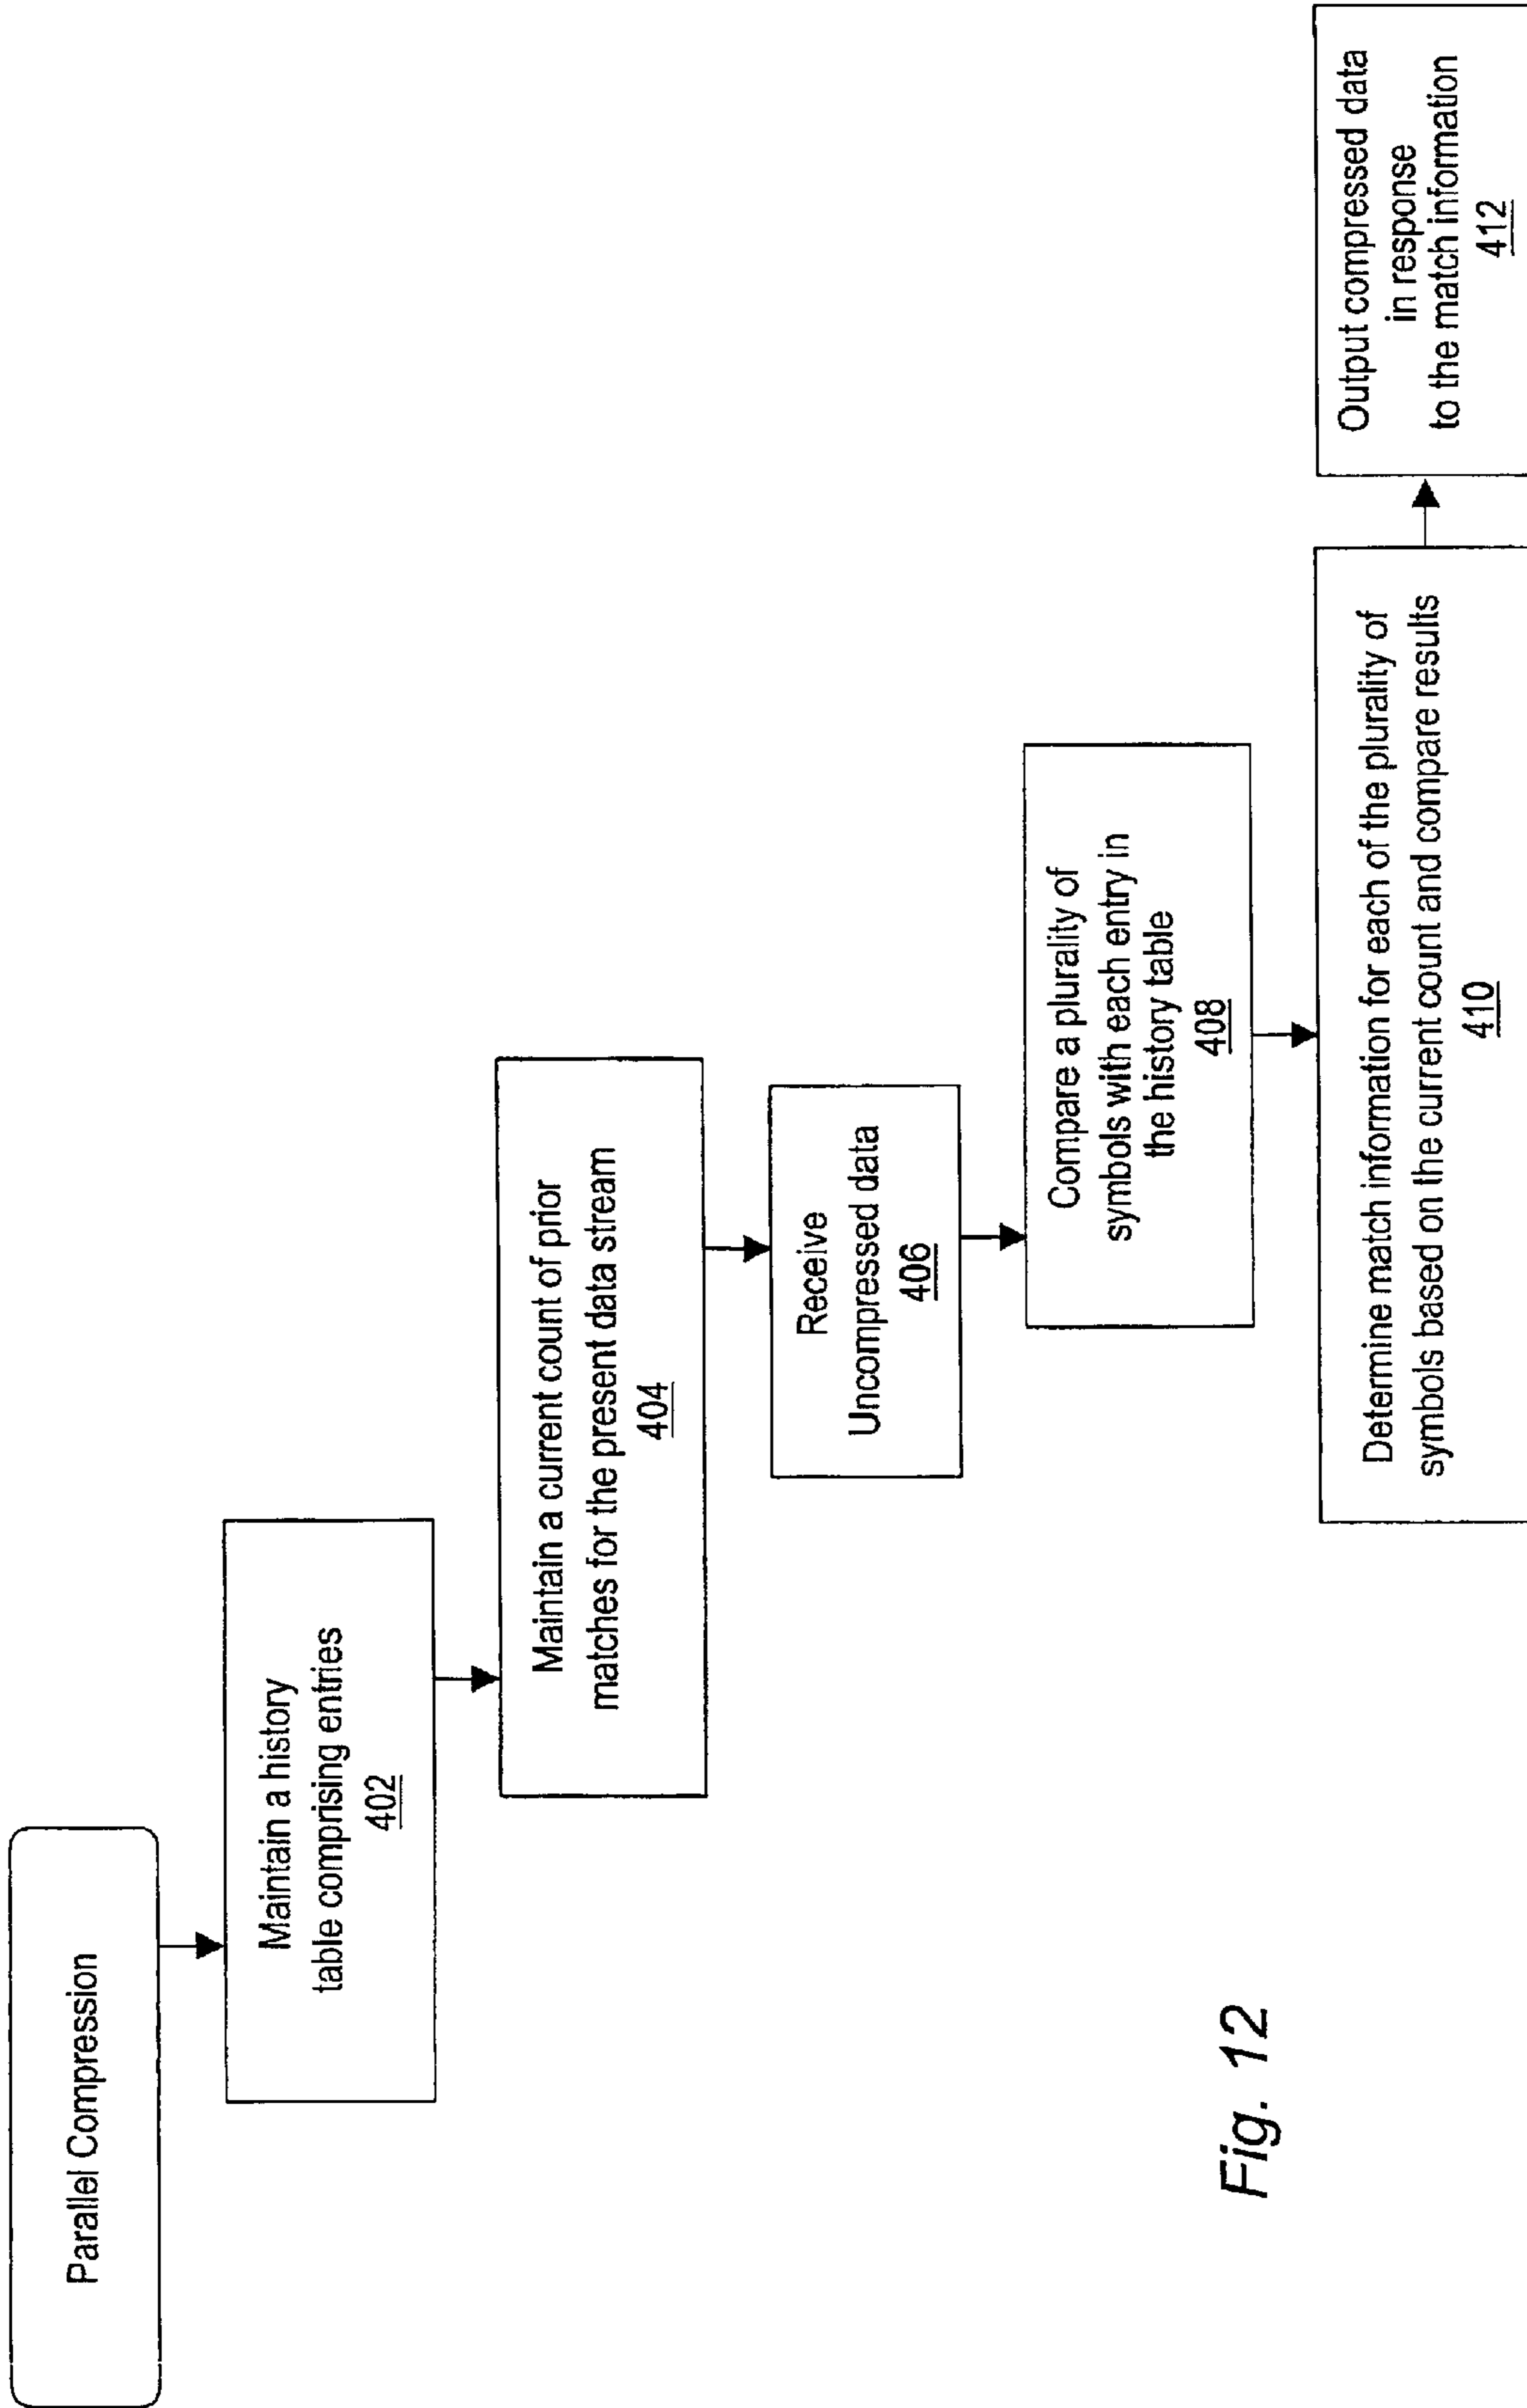 Parallel Compression
Maintain a history
table comprising entries
402
Maintain a current count of prior
matches for the present data stream
404
Receive
Uncompressed data
406
Compare a plurality of
symbols with each entry in
the history table
408
Determine match information for each of the plurality of
symbols based on the current count and compare results
410
Output compressed data
in response
to the match information
412
Fig. 12